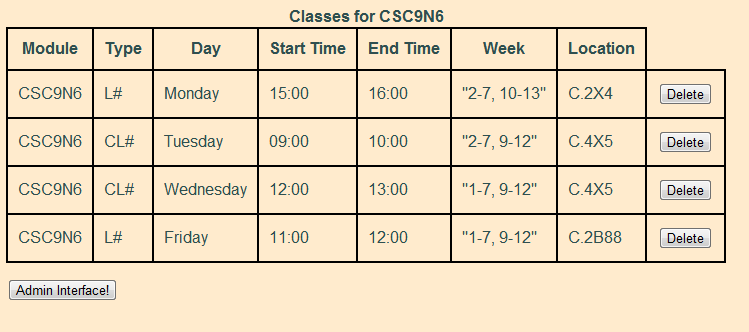 Classes for CSC9N6
Module Type Day Start Time End Time Week Location
CSC9N6 L# Monday 15:00 16:00 "2-7, 10-13" C.2X4 Delete
CSC9N6 CL# Tuesday 09:00 10:00 "2-7, 9-12" C.4X5 Delete
CSC9N6 CL# Wednesday 12:00 13:00 "1-7, 9-12" C.4X5 Delete
CSC9N6 L# Friday 11:00 12:00 "1-7, 9-12" C.2B88 Delete
Admin Interface!